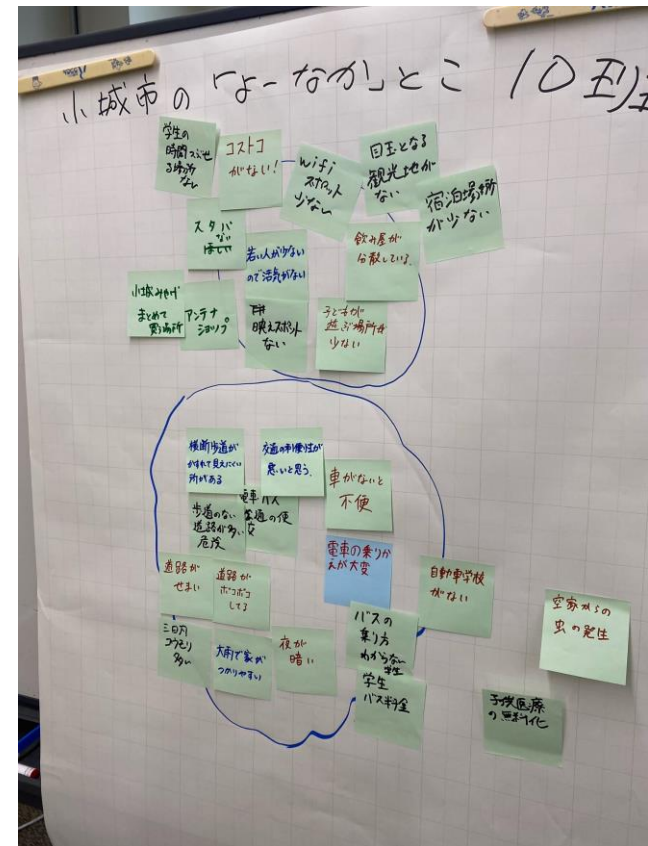 小城市の「よーなか」とこ 10班
学生の
時間つぶせ
る場所
ない
コストコ
がない!
wifi
スポット
少ない
目玉となる
観光地が
ない
宿泊場所
が少ない
スタバ
ない
ほしい
若い人が少ない
ので活気がない
飲み屋が
分散している。
小城みやげ
まとめて
買う場所
アンテナ
ショップ。
映えスポット
ない
子どもが
遊ぶ場所も
少ない
横断歩道が
かすれて見えにくい
所がある
交通の利便性が
悪いと思う。
車がないと
不便
歩道のない
道路が多い
危険
電車 バス
交通の便
電車の乗りか
えが大変
道路が
せまい
道路が
ボコボコ
してる
自動車学校
がない
空家からの
虫の発生
三日月
コウモリ
多い
大雨で家が
つかりやすい
夜が
暗い
バスの
乗り方
わからない
学生
バス料金
子供医療
の無料化